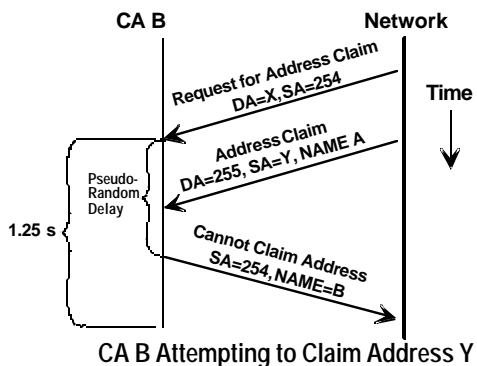 CA B
Network
Request for Address Claim
DA=X, SA=254
Time
Address Claim
DA=255, SA=Y, NAME A
Pseudo-
Random
Delay
1.25 s
Cannot Claim Address
SA=254, NAME=B
CA B Attempting to Claim Address Y